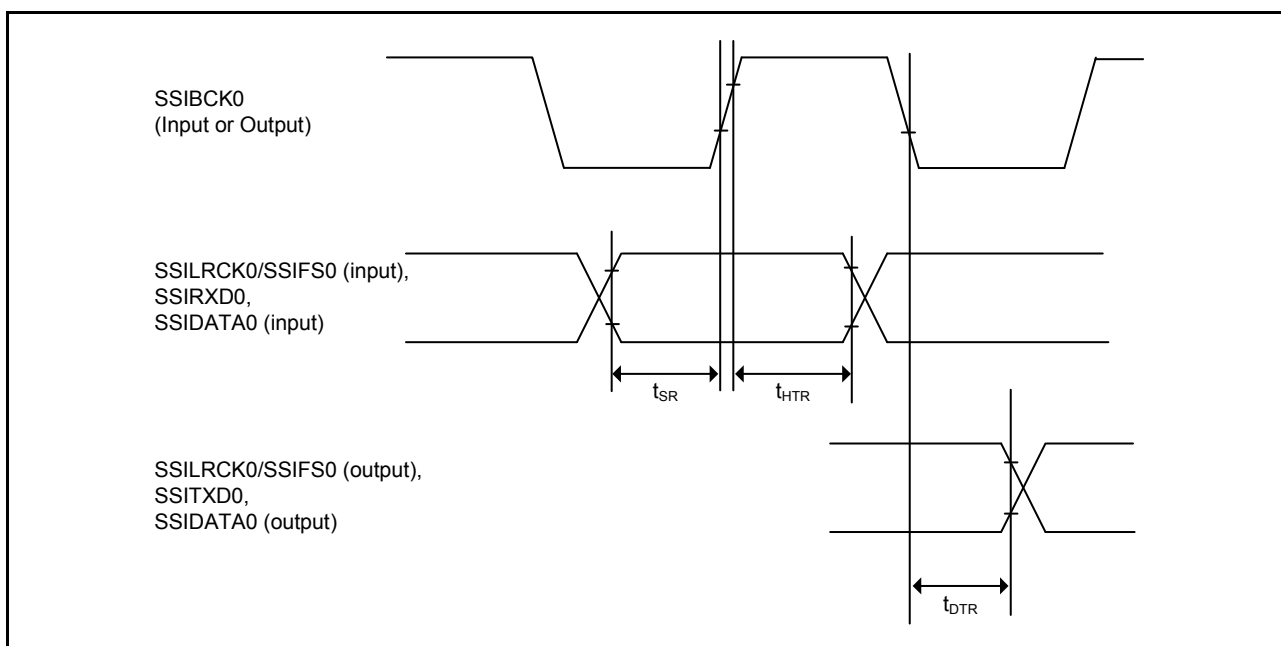 SSIBCK0
(Input or Output)
SSILRCK0/SSIFS0 (input),
SSIRXD0,
SSIDATA0 (input)
tSR
tHTR
SSILRCK0/SSIFS0 (output),
SSITXD0,
SSIDATA0 (output)
tDTR